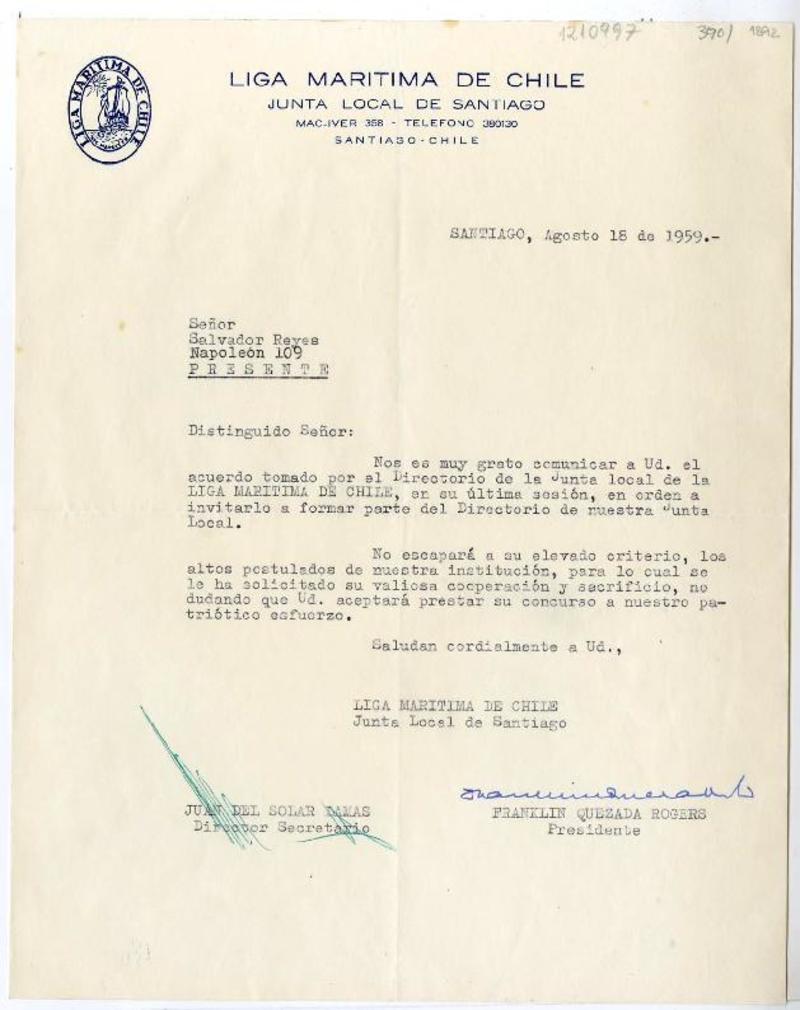 1210997 390/ 1892
LIGA MARITIMA DE CHILE
LIGA MARITIMA DE CHILE
JUNTA LOCAL DE SANTIAGO
MAC-IVER 358 - TELEFONO 380130
SANTIAGO-CHILE
SANTIAGO, Agosto 18 de 1959.-
Señor
Salvador Reyes
Napoleón 109
P R E S E N T E
Distinguido Señor:
Nos es muy grato comunicar a Ud. el
acuerdo tomado por el Directorio de la Junta local de la
LIGA MARITIMA DE CHILE, en su última sesión, en orden a
invitarlo a formar parte del Directorio de nuestra Junta
Local.
No escapará a su elevado criterio, los
altos postulados de nuestra institución, para lo cual se
le ha solicitado su valiosa cooperación y sacrificio, no
dudando que Ud. aceptará prestar su concurso a nuestro pa-
triótico esfuerzo.
Saludan cordialmente a Ud.,
LIGA MARITIMA DE CHILE
Junta Local de Santiago
JUAN DEL SOLAR DAMAS
Director Secretario
FRANKLIN QUEZADA ROGERS
Presidente